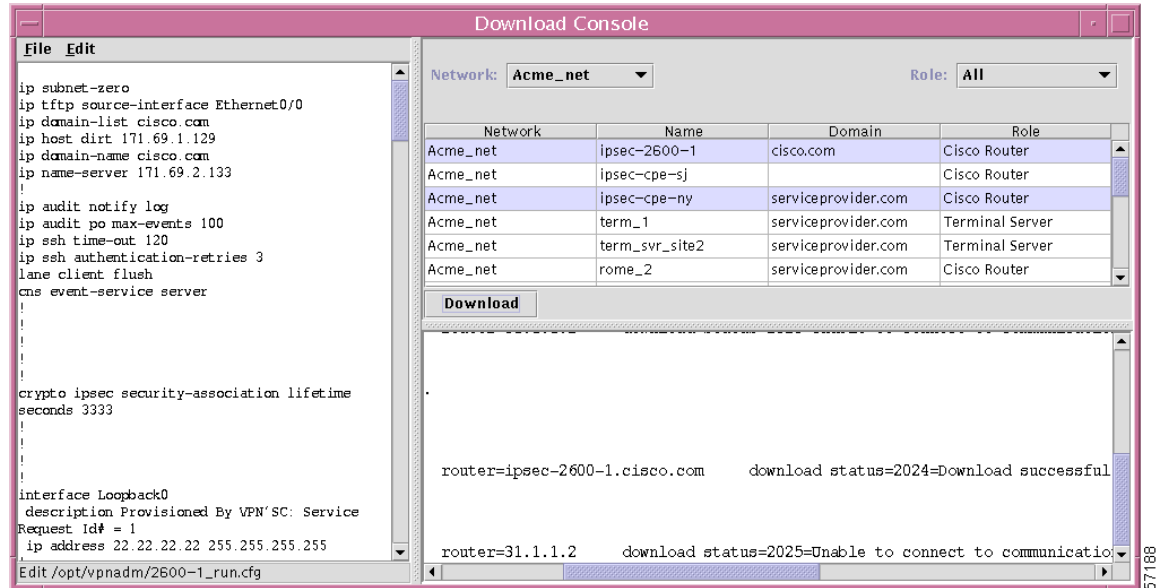 Download Console
File Edit
ip subnet-zero
ip tftp source-interface Ethernet0/0
ip domain-list cisco.com
ip host dirt 171.69.1.129
ip domain-name cisco.com
ip name-server 171.69.2.133
!
ip audit notify log
ip audit po max-events 100
ip ssh time-out 120
ip ssh authentication-retries 3
lane client flush
cns event-service server
!
!
!
!
!
crypto ipsec security-association lifetime
seconds 3333
!
!
!
!
interface Loopback0
description Provisioned By VPN'SC: Service
Request Id# = 1
ip address 22.22.22.22 255.255.255.255
Edit /opt/vpnadm/2600-1_run.cfg
Network: Acme_net Role: All
Network Name Domain Role
Acme_net ipsec-2600-1 cisco.com Cisco Router
Acme_net ipsec-cpe-sj Cisco Router
Acme_net ipsec-cpe-ny serviceprovider.com Cisco Router
Acme_net term_1 serviceprovider.com Terminal Server
Acme_net term_svr_site2 serviceprovider.com Terminal Server
Acme_net rome_2 serviceprovider.com Cisco Router
Download
.
router=ipsec-2600-1.cisco.com download status=2024=Download successful
router=31.1.1.2 download status=2025=Unable to connect to communicatio
57188